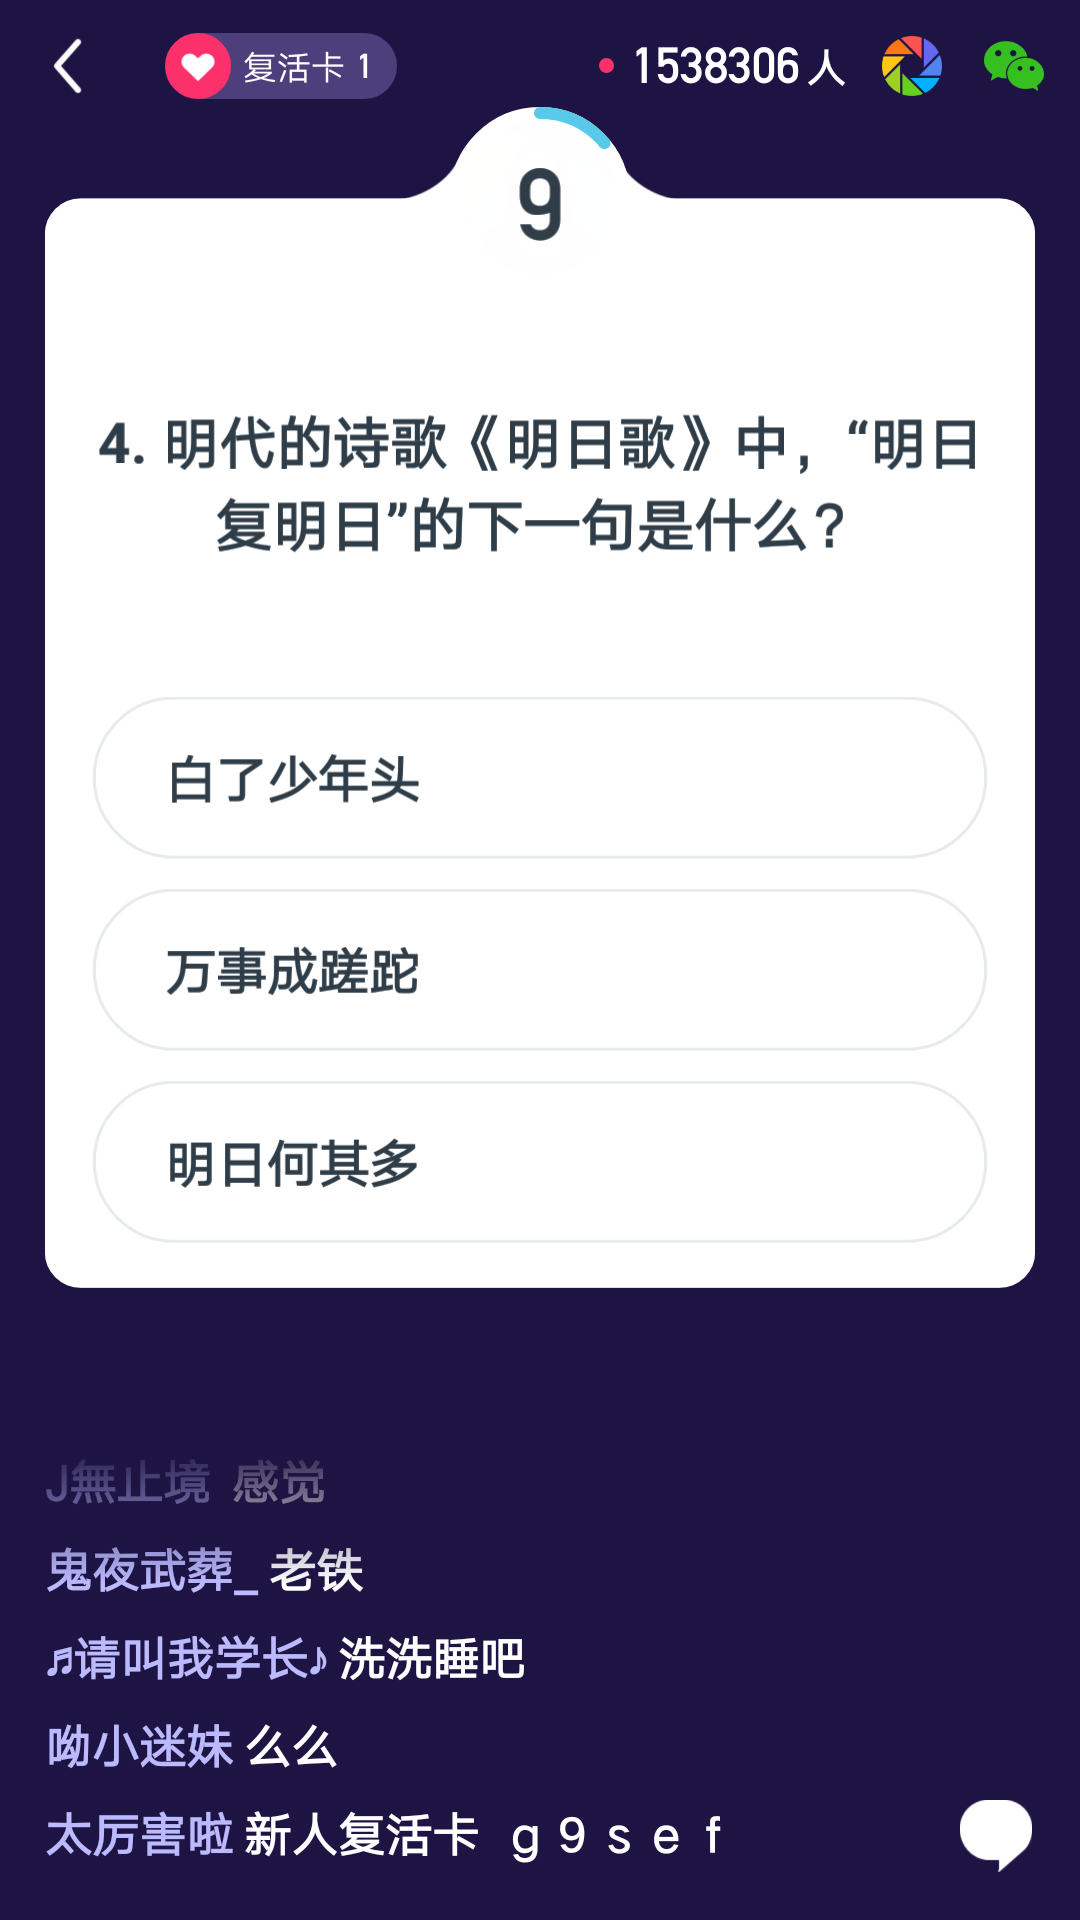 复活卡 1
1538306 人
9
4. 明代的诗歌《明日歌》中，“明日
复明日”的下一句是什么？
白了少年头
万事成蹉跎
明日何其多
J無止境 感觉
鬼夜武葬_ 老铁
♬请叫我学长♪ 洗洗睡吧
呦小迷妹 么么
太厉害啦 新人复活卡 g 9 s e f